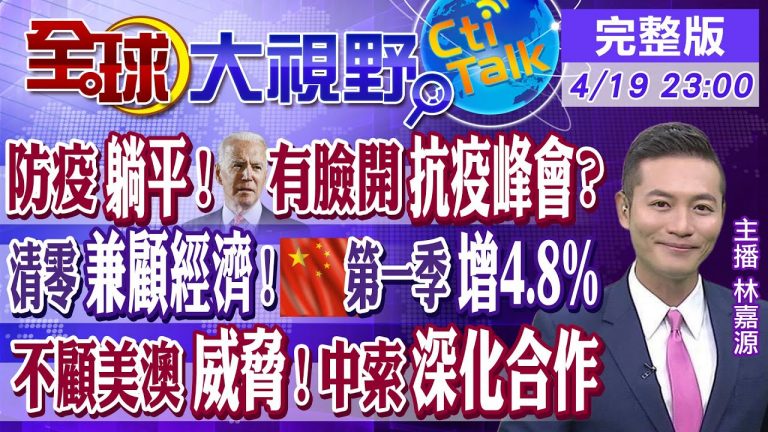 全球大視野
Cti Talk
完整版
4/19 23:00
防疫 躺平! 有臉開 抗疫峰會?
清零 兼顧經濟! 第一季 增4.8%
不顧美澳 威脅! 中索 深化合作
主播 林嘉源